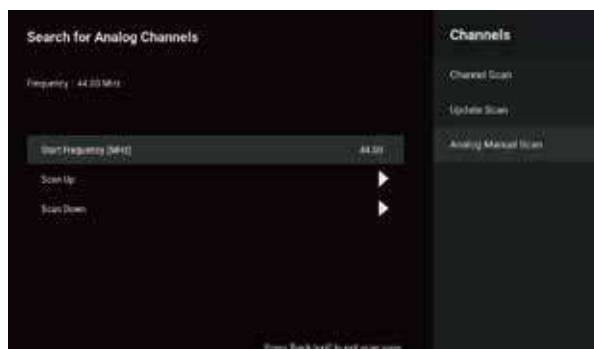 Search for Analog Channels
Frequency : 44.00 MHz
Start Frequency [MHz] 44.00
Scan Up
Scan Down
Channels
Channel Scan
Update Scan
Analog Manual Scan